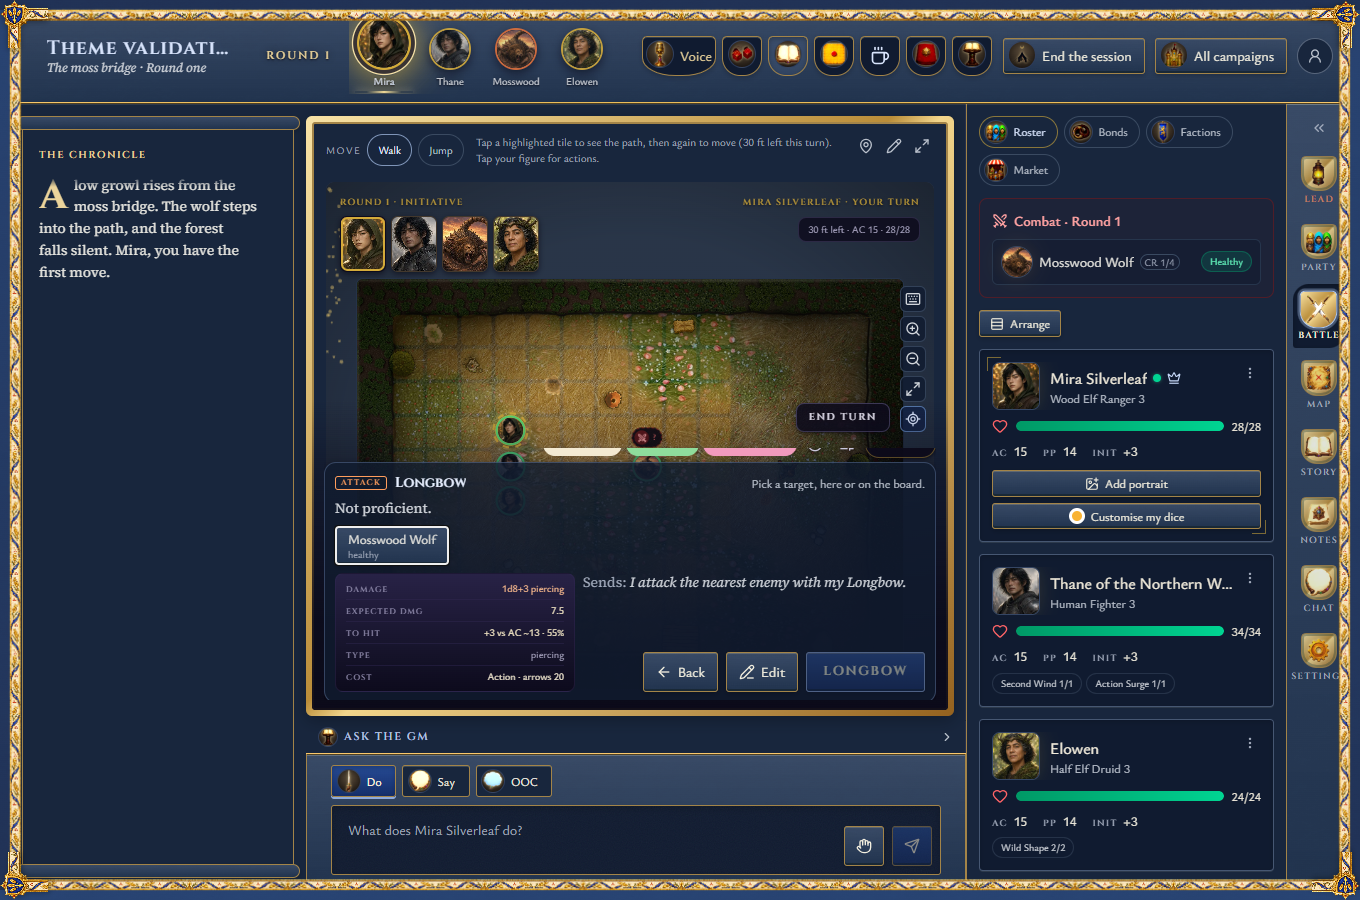 THEME VALIDATI...
The moss bridge · Round one
ROUND 1
Mira
Thane
Mosswood
Elowen
Voice
End the session
All campaigns
THE CHRONICLE
A low growl rises from the
moss bridge. The wolf steps
into the path, and the forest
falls silent. Mira, you have the
first move.
MOVE
Walk
Jump
Tap a highlighted tile to see the path, then again to move (30 ft left this turn).
Tap your figure for actions.
ROUND 1 · INITIATIVE
MIRA SILVERLEAF · YOUR TURN
30 ft left · AC 15 · 28/28
END TURN
ATTACK
LONGBOW
Pick a target, here or on the board.
Not proficient.
Mosswood Wolf
healthy
DAMAGE 1d8+3 piercing
EXPECTED DMG 7.5
TO HIT +3 vs AC ~13 · 55%
TYPE piercing
COST Action · arrows 20
Sends: I attack the nearest enemy with my Longbow.
Back
Edit
LONGBOW
ASK THE GM
Do
Say
OOC
What does Mira Silverleaf do?
Roster
Bonds
Factions
Market
Combat · Round 1
Mosswood Wolf
CR 1/4
Healthy
Arrange
Mira Silverleaf
Wood Elf Ranger 3
28/28
AC 15 PP 14 INIT +3
Add portrait
Customise my dice
Thane of the Northern W...
Human Fighter 3
34/34
AC 15 PP 14 INIT +3
Second Wind 1/1
Action Surge 1/1
Elowen
Half Elf Druid 3
24/24
AC 15 PP 14 INIT +3
Wild Shape 2/2
LEAD
PARTY
BATTLE
MAP
STORY
NOTES
CHAT
SETTING